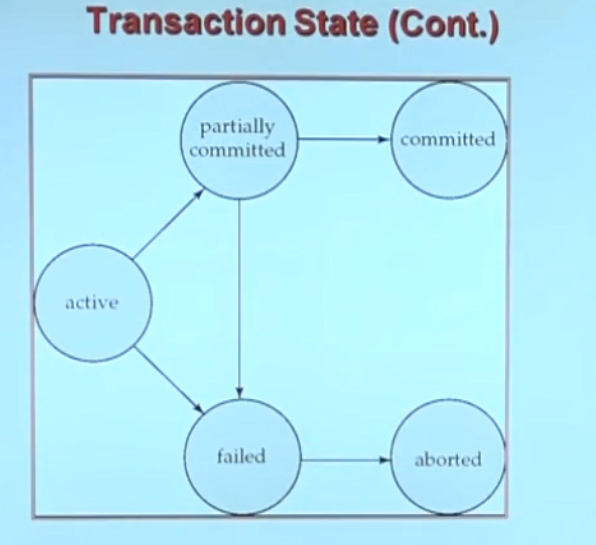 Transaction State (Cont.)
partially
committed
committed
active
failed
aborted